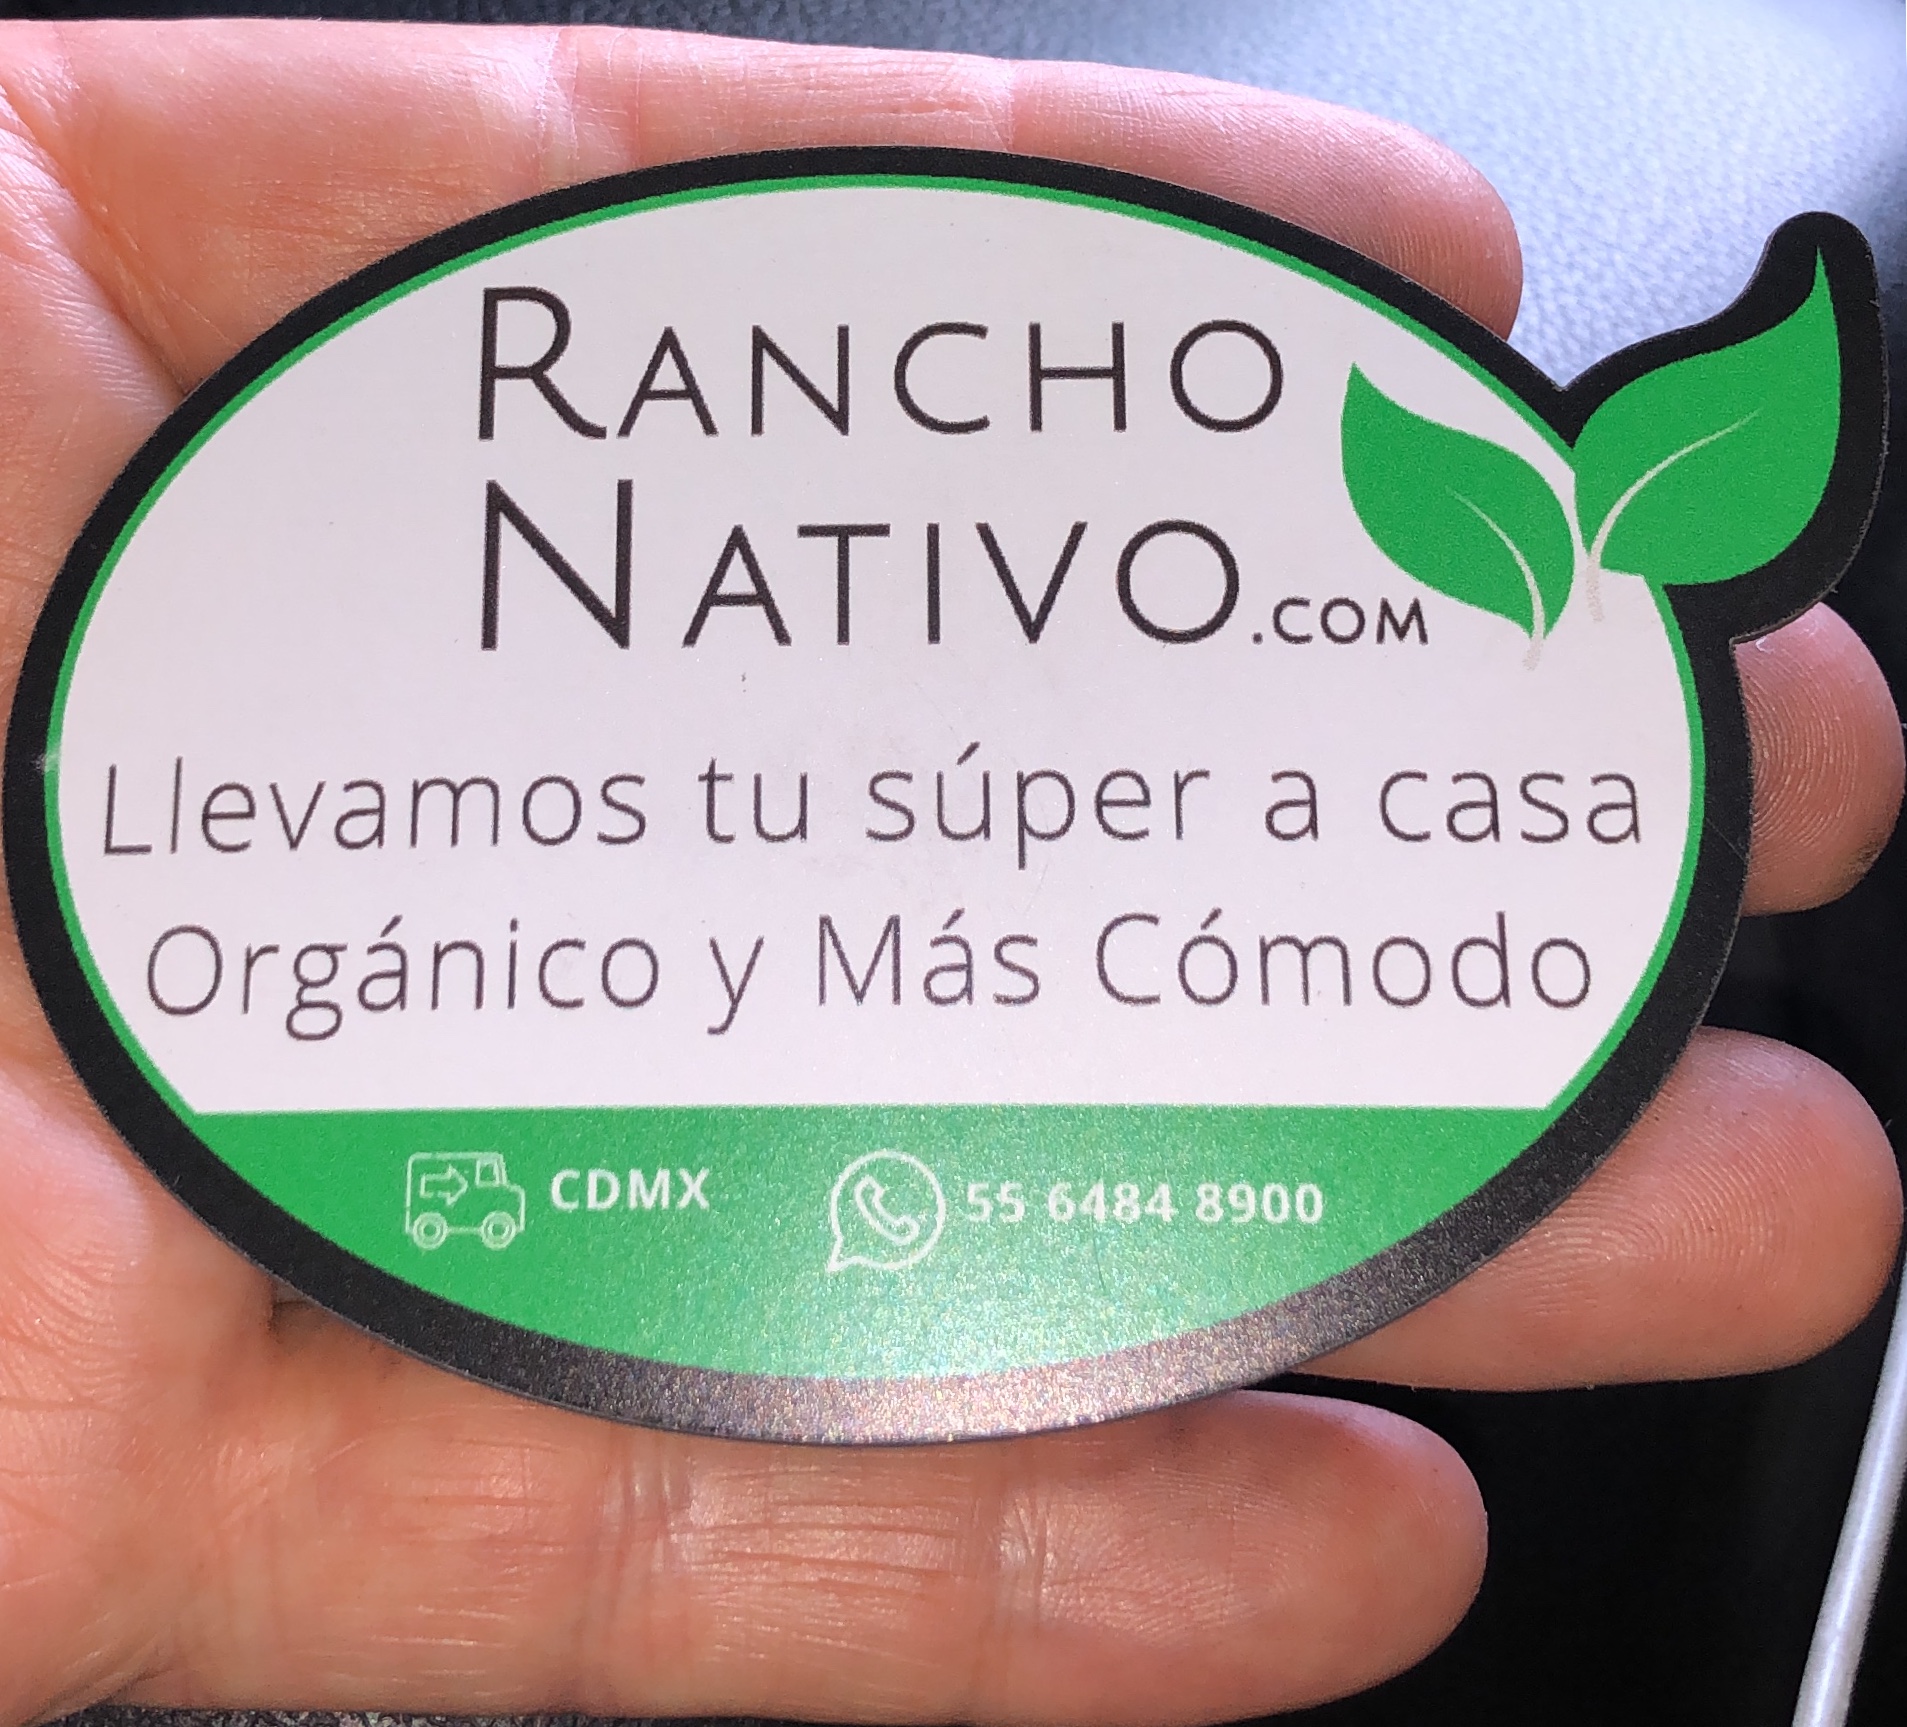 RANCHO
NATIVO.COM
Llevamos tu súper a casa
Orgánico y Más Cómodo
CDMX 55 6484 8900